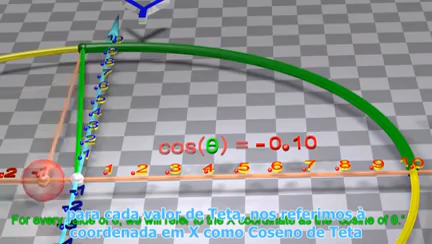 cos(θ) = -0.10
.1 .2 .3 .4 .5 .6 .7 .8 .9 1.0
For every value of θ, we will refer to the X coordinate as the "cosine of θ."
para cada valor de Teta, nos referimos à
coordenada em X como Coseno de Teta